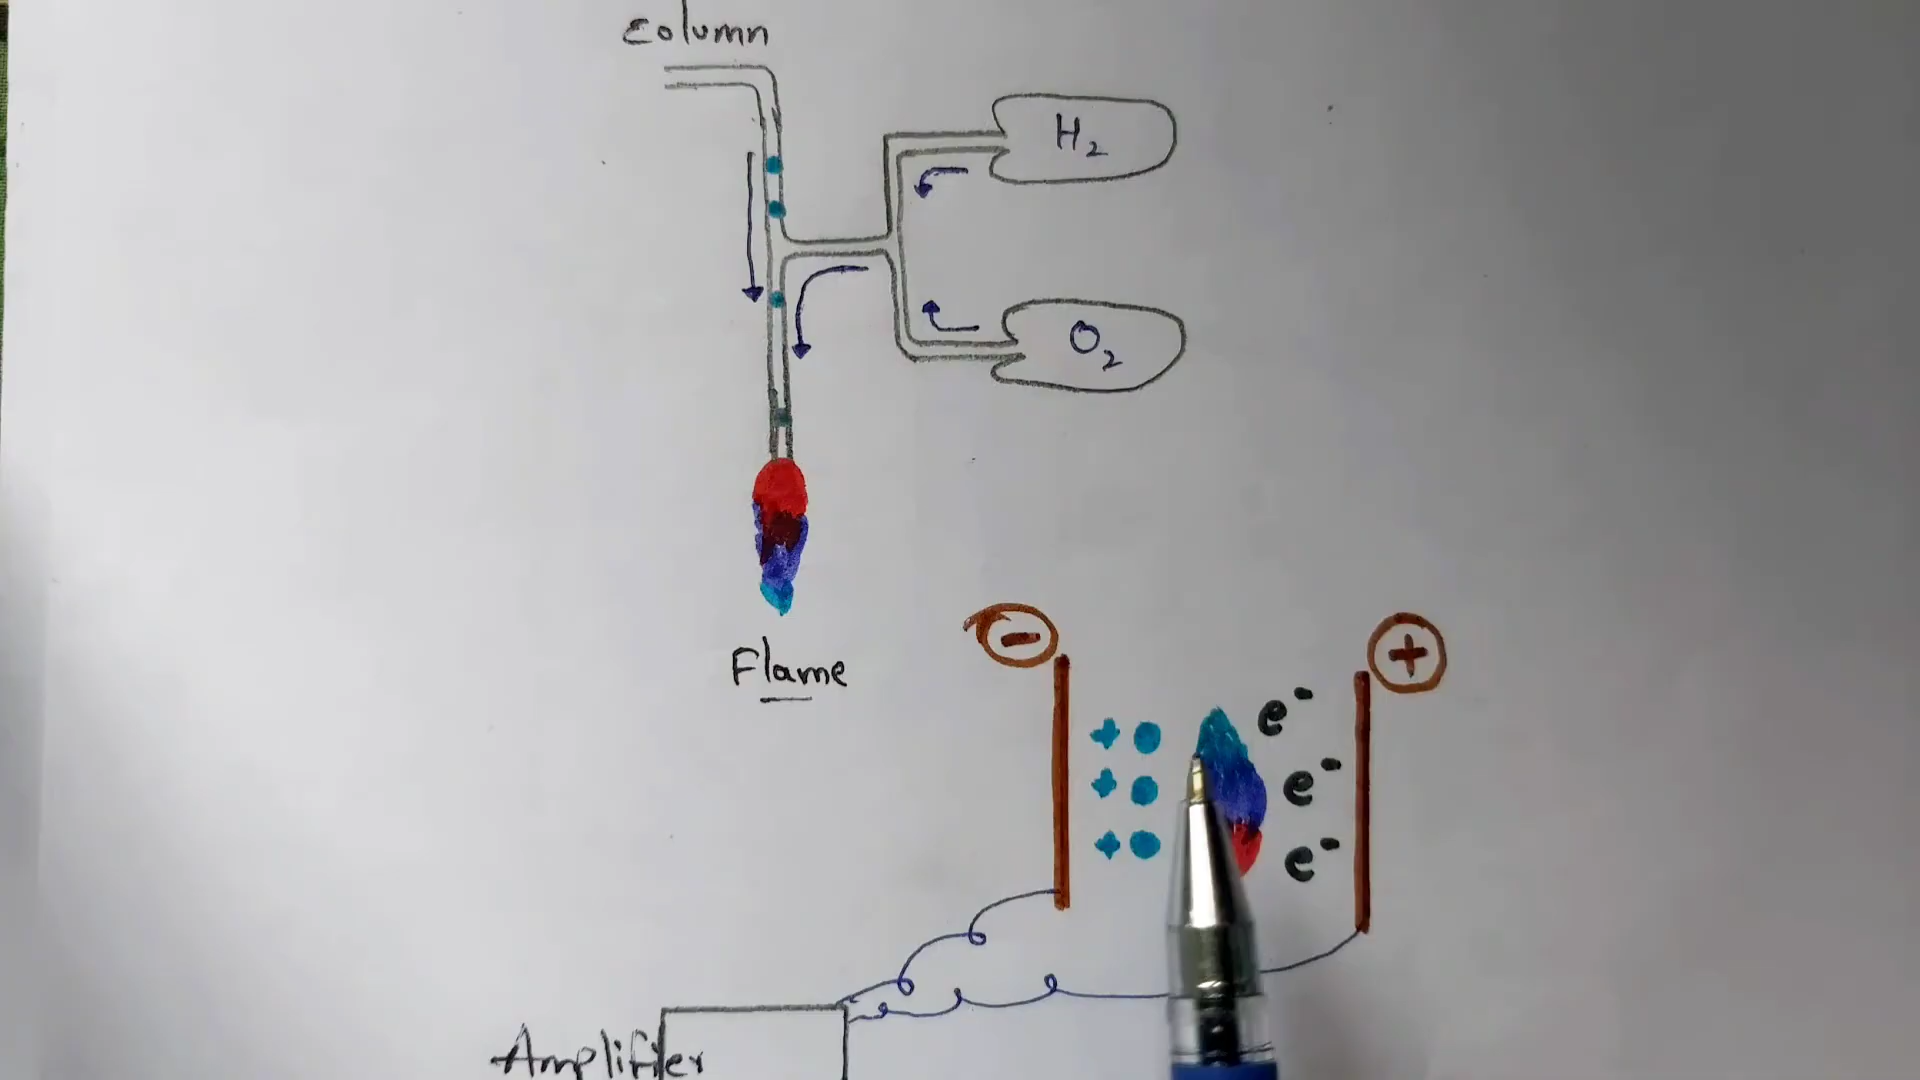 Column
H₂
O₂
Flame
- +
+ e⁻
+ e⁻
+ e⁻
Amplifier